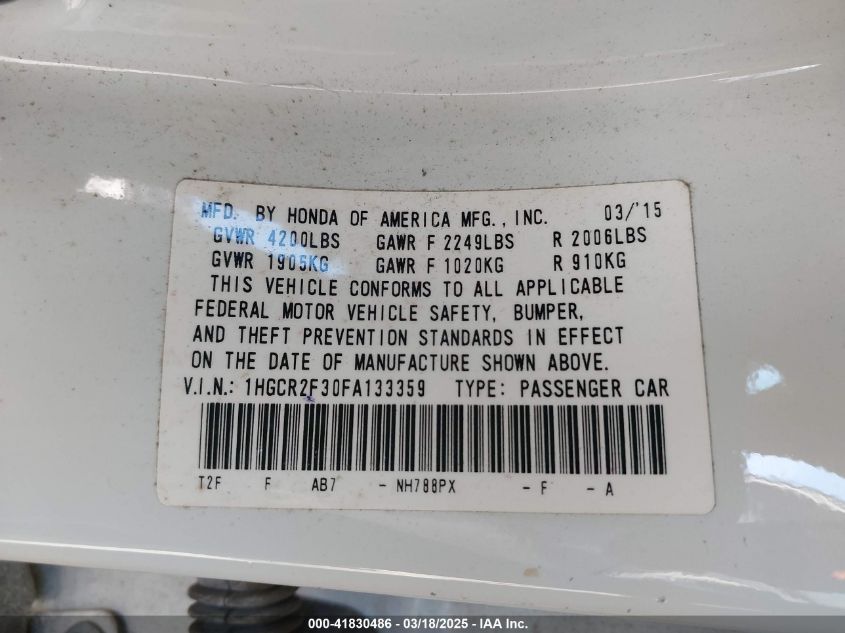 MFD. BY HONDA OF AMERICA MFG., INC. 03/'15
GVWR 4200LBS GAWR F 2249LBS R 2006LBS
GVWR 1905KG GAWR F 1020KG R 910KG
THIS VEHICLE CONFORMS TO ALL APPLICABLE
FEDERAL MOTOR VEHICLE SAFETY, BUMPER,
AND THEFT PREVENTION STANDARDS IN EFFECT
ON THE DATE OF MANUFACTURE SHOWN ABOVE.
V.I.N.: 1HGCR2F30FA133359 TYPE: PASSENGER CAR
T2F F AB7 - NH788PX - F - A
000-41830486 - 03/18/2025 - IAA Inc.